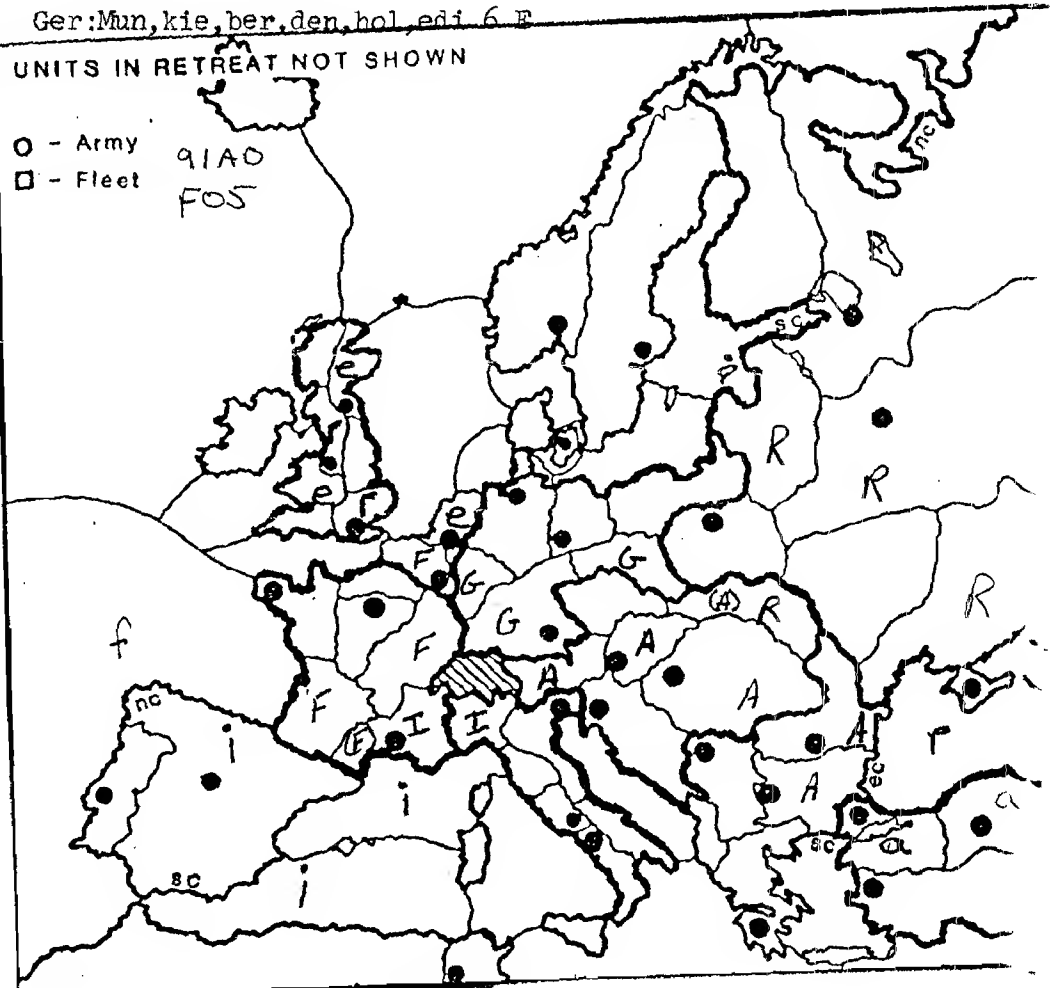 Ger:Mun,kie,ber,den,hol,edi 6 E
UNITS IN RETREAT NOT SHOWN
O - Army
□ - Fleet
91AO
F05
nc
R
sc
e
R
R
e
F
e
F
G
G
(A)
R
R
A
G
F
f
A
A
r
nc
F
(F)
I
I
A
i
A
ec
i
a
sc
a
sc
i